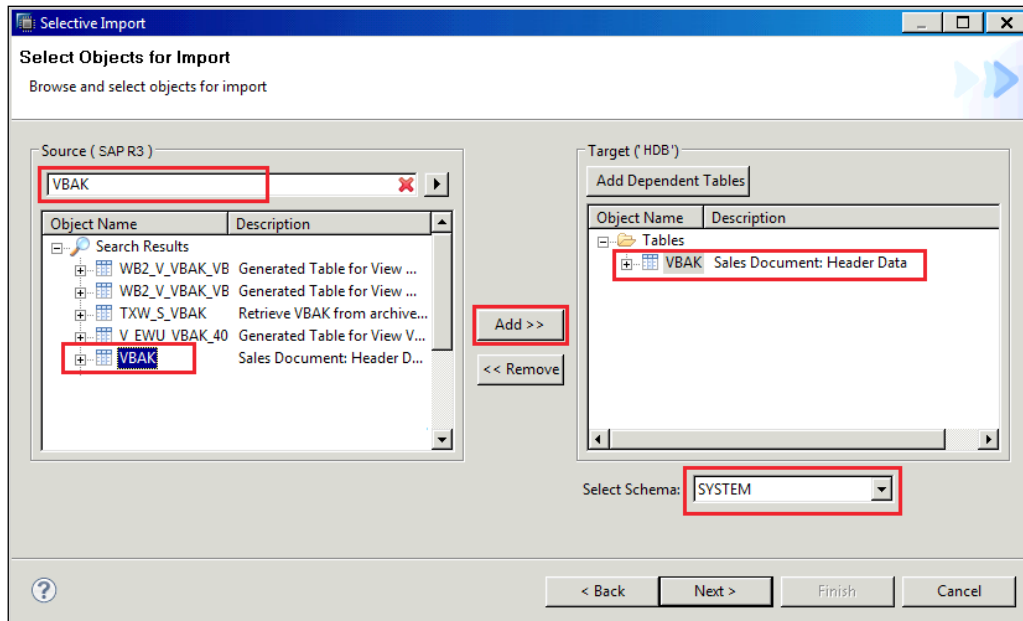 Selective Import
Select Objects for Import
Browse and select objects for import
Source ( SAP R3 )
VBAK
Object Name Description
Search Results
WB2_V_VBAK_VB Generated Table for View ...
WB2_V_VBAK_VB Generated Table for View ...
TXW_S_VBAK Retrieve VBAK from archive...
V_EWU_VBAK_40 Generated Table for View V...
VBAK Sales Document: Header D...
Add >>
<< Remove
Target (' HDB')
Add Dependent Tables
Object Name Description
Tables
VBAK Sales Document: Header Data
Select Schema: SYSTEM
< Back Next > Finish Cancel